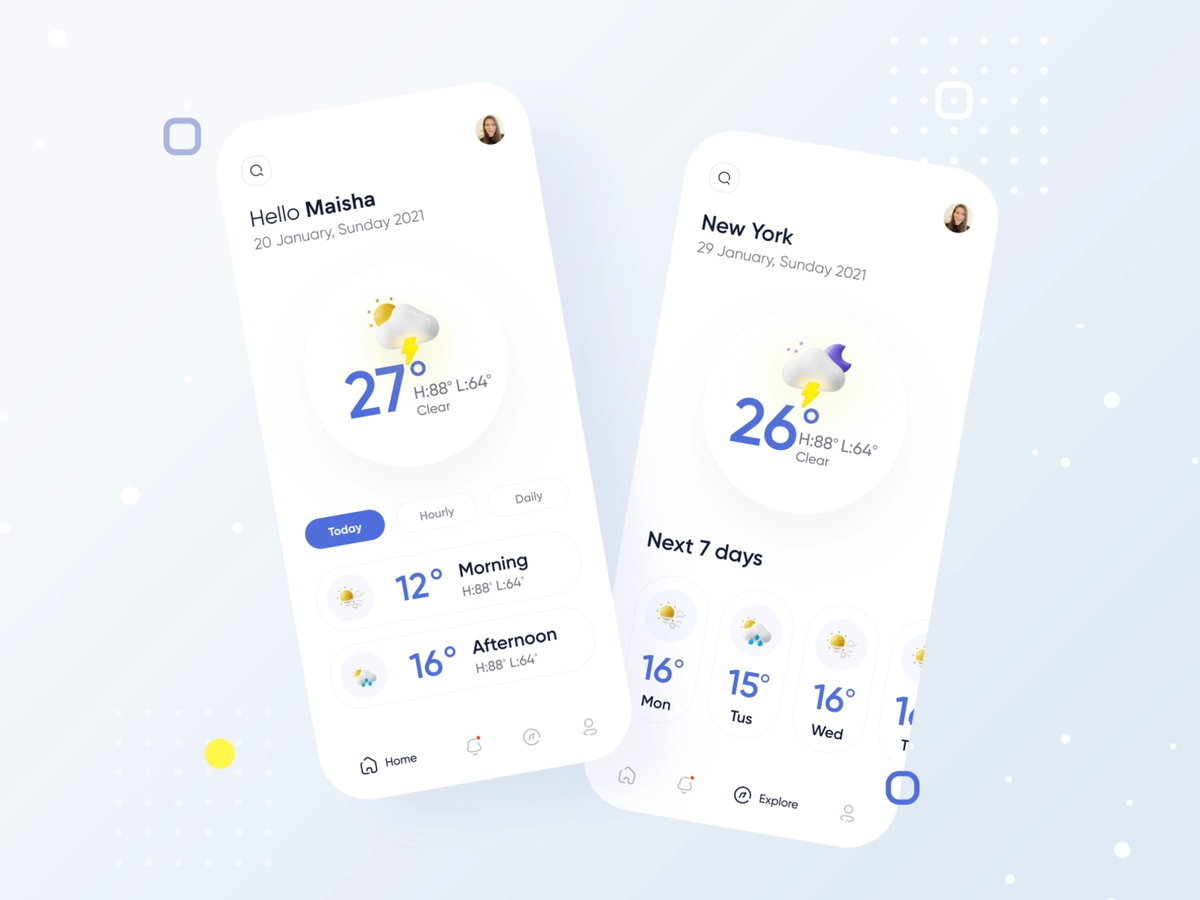 Hello Maisha
20 January, Sunday 2021
27°
H:88° L:64°
Clear
Today
Hourly
Daily
12°
Morning
H:88° L:64°
16°
Afternoon
H:88° L:64°
Home
New York
29 January, Sunday 2021
26°
H:88° L:64°
Clear
Next 7 days
16°
Mon
15°
Tus
16°
Wed
Explore